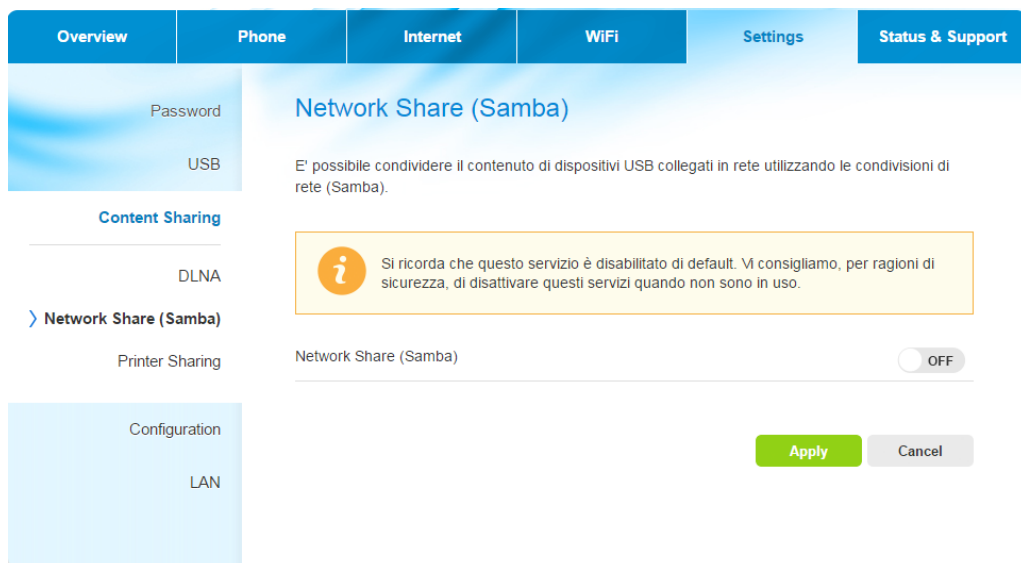 Overview Phone Internet WiFi Settings Status & Support
Password
USB
Content Sharing
DLNA
Network Share (Samba)
Printer Sharing
Configuration
LAN
Network Share (Samba)
E' possibile condividere il contenuto di dispositivi USB collegati in rete utilizzando le condivisioni di
rete (Samba).
Si ricorda che questo servizio è disabilitato di default. Vi consigliamo, per ragioni di
sicurezza, di disattivare questi servizi quando non sono in uso.
Network Share (Samba) OFF
Apply Cancel